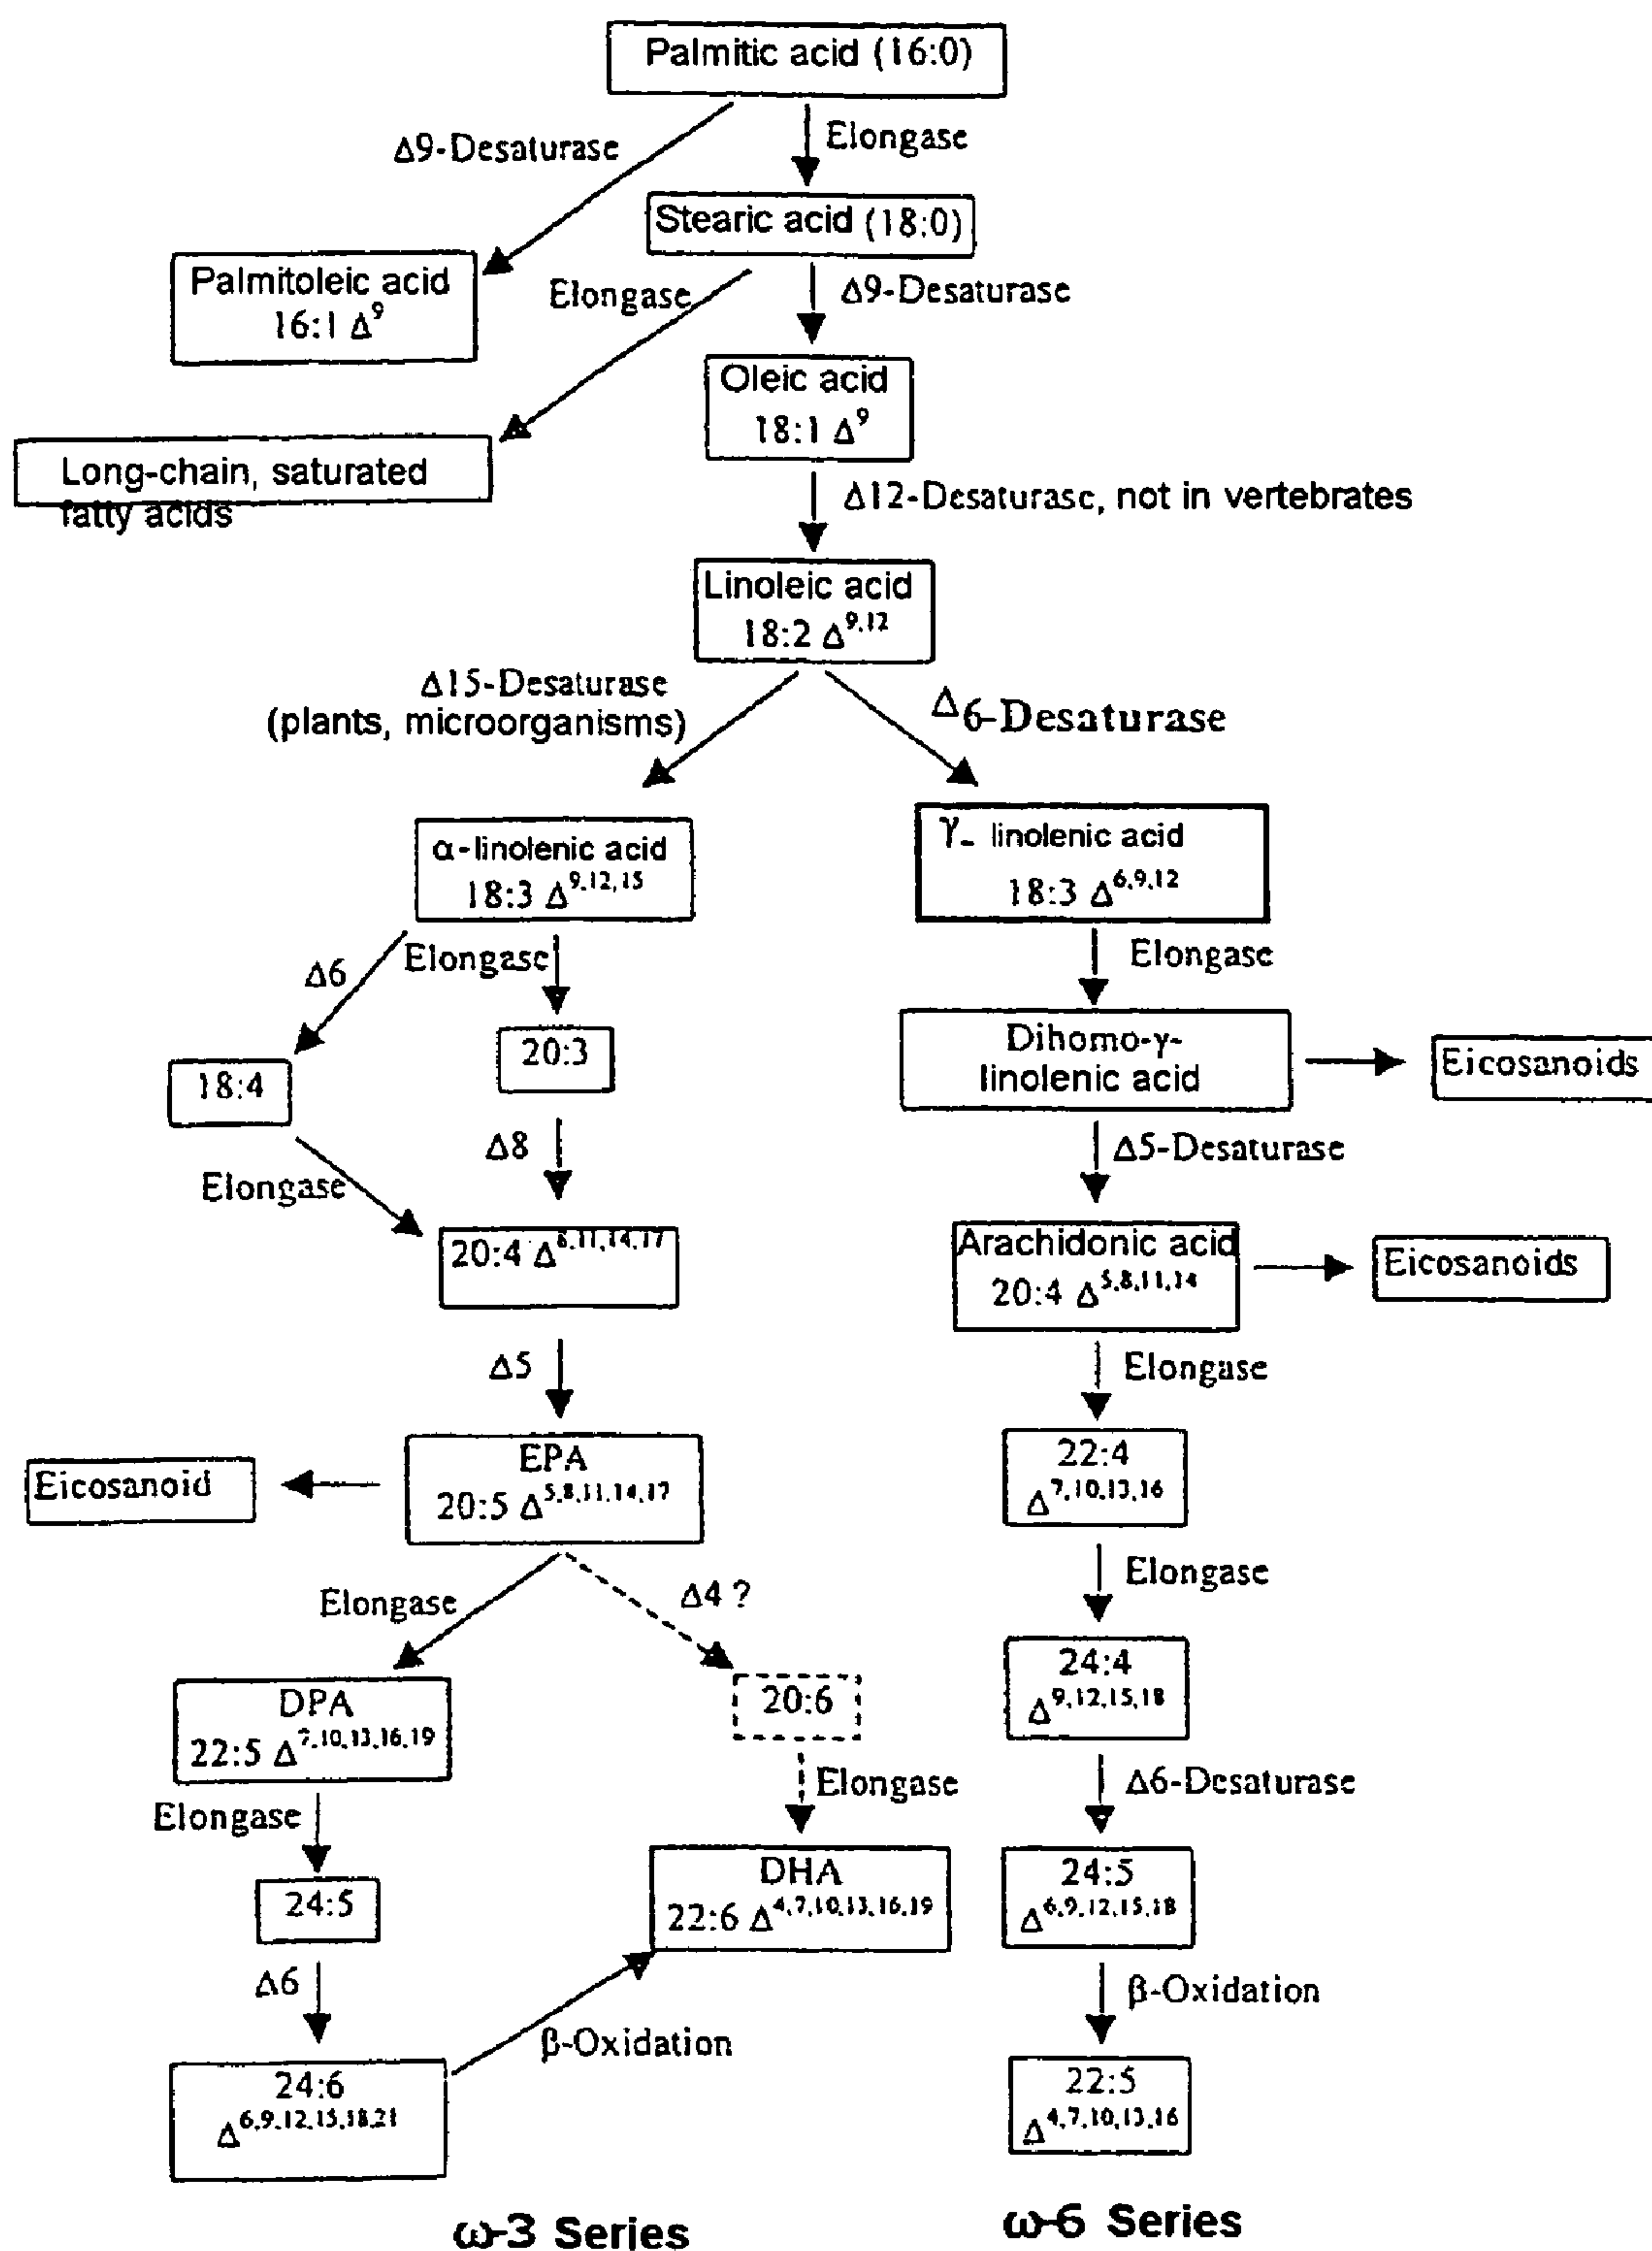 Palmitic acid (16:0)
Δ9-Desaturase
Elongase
Stearic acid (18:0)
Palmitoleic acid
16:1 Δ⁹
Elongase
Δ9-Desaturase
Oleic acid
18:1 Δ⁹
Long-chain, saturated
fatty acids
Δ12-Desaturase, not in vertebrates
Linoleic acid
18:2 Δ⁹,¹²
Δ15-Desaturase
(plants, microorganisms)
Δ6-Desaturase
α-linolenic acid
18:3 Δ⁹,¹²,¹⁵
γ- linolenic acid
18:3 Δ⁶,⁹,¹²
Δ6
Elongase
Elongase
18:4
20:3
Dihomo-γ-
linolenic acid
Eicosanoids
Elongase
Δ8
Δ5-Desaturase
20:4 Δ⁸,¹¹,¹⁴,¹⁷
Arachidonic acid
20:4 Δ⁵,⁸,¹¹,¹⁴
Eicosanoids
Δ5
Elongase
Eicosanoid
EPA
20:5 Δ⁵,⁸,¹¹,¹⁴,¹⁷
22:4
Δ⁷,¹⁰,¹³,¹⁶
Elongase
Δ4 ?
Elongase
DPA
22:5 Δ⁷,¹⁰,¹³,¹⁶,¹⁹
20:6
24:4
Δ⁹,¹²,¹⁵,¹⁸
Elongase
Elongase
Δ6-Desaturase
24:5
DHA
22:6 Δ⁴,⁷,¹⁰,¹³,¹⁶,¹⁹
24:5
Δ⁶,⁹,¹²,¹⁵,¹⁸
Δ6
β-Oxidation
β-Oxidation
24:6
Δ⁶,⁹,¹²,¹⁵,¹⁸,²¹
22:5
Δ⁴,⁷,¹⁰,¹³,¹⁶
ω-3 Series
ω-6 Series